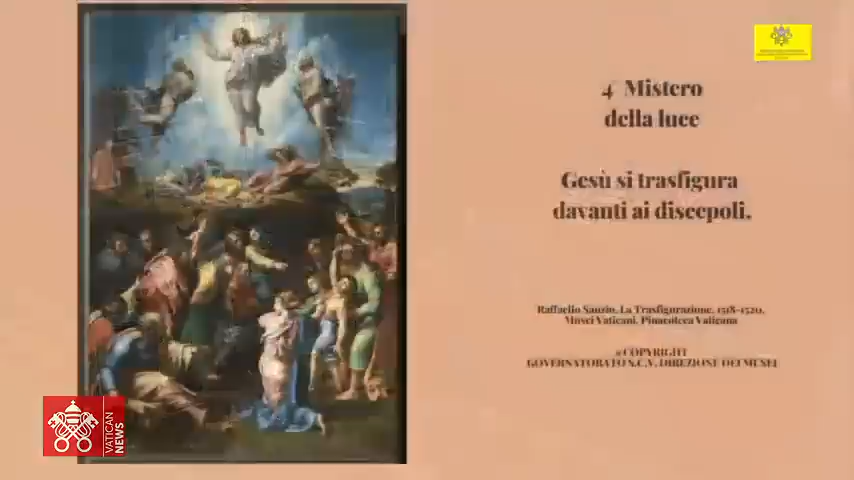 4 Mistero
della luce
Gesù si trasfigura
davanti ai discepoli.
Raffaello Sanzio, La Trasfigurazione, 1518-1520,
Musei Vaticani, Pinacoteca Vaticana
©COPYRIGHT
GOVERNATORATO S.C.V. DIREZIONE DEI MUSEI
VATICAN
NEWS